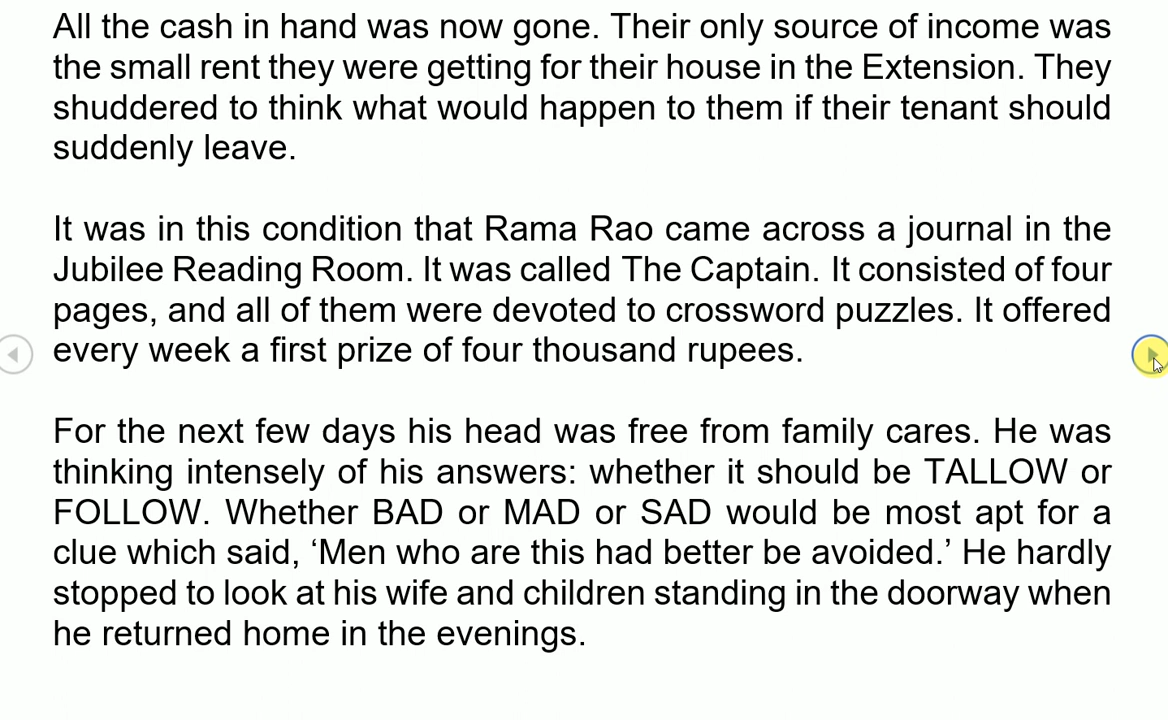 All the cash in hand was now gone. Their only source of income was
the small rent they were getting for their house in the Extension. They
shuddered to think what would happen to them if their tenant should
suddenly leave.
It was in this condition that Rama Rao came across a journal in the
Jubilee Reading Room. It was called The Captain. It consisted of four
pages, and all of them were devoted to crossword puzzles. It offered
every week a first prize of four thousand rupees.
For the next few days his head was free from family cares. He was
thinking intensely of his answers: whether it should be TALLOW or
FOLLOW. Whether BAD or MAD or SAD would be most apt for a
clue which said, ‘Men who are this had better be avoided.’ He hardly
stopped to look at his wife and children standing in the doorway when
he returned home in the evenings.